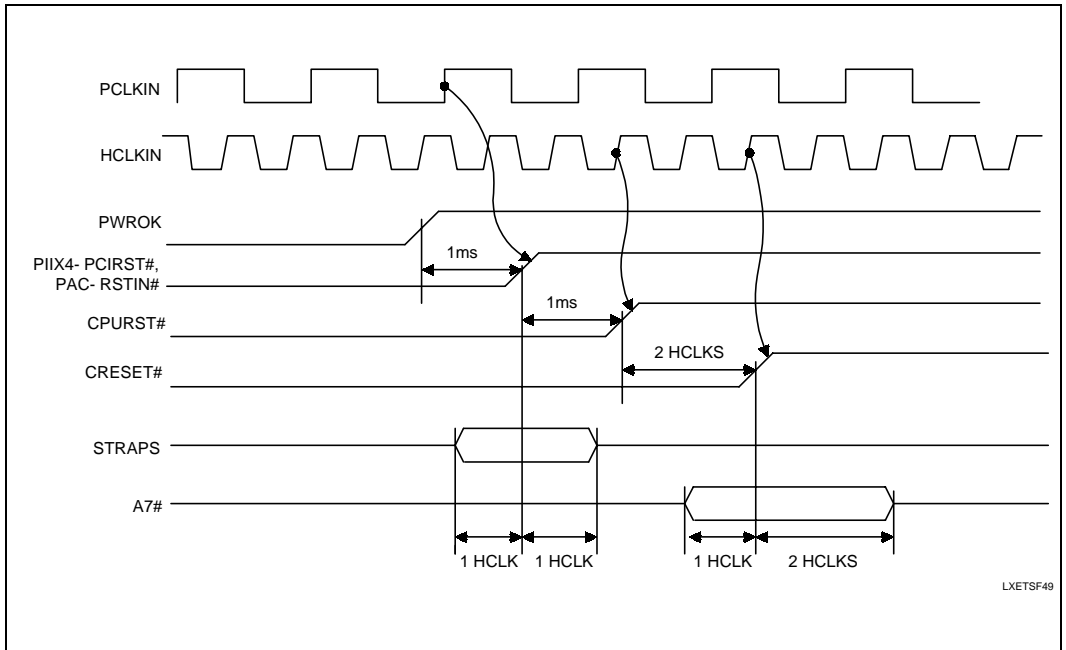 PCLKIN
HCLKIN
PWROK
1ms
PIIX4- PCIRST#,
PAC- RSTIN#
1ms
CPURST#
2 HCLKS
CRESET#
STRAPS
A7#
1 HCLK 1 HCLK 1 HCLK 2 HCLKS
LXETSF49